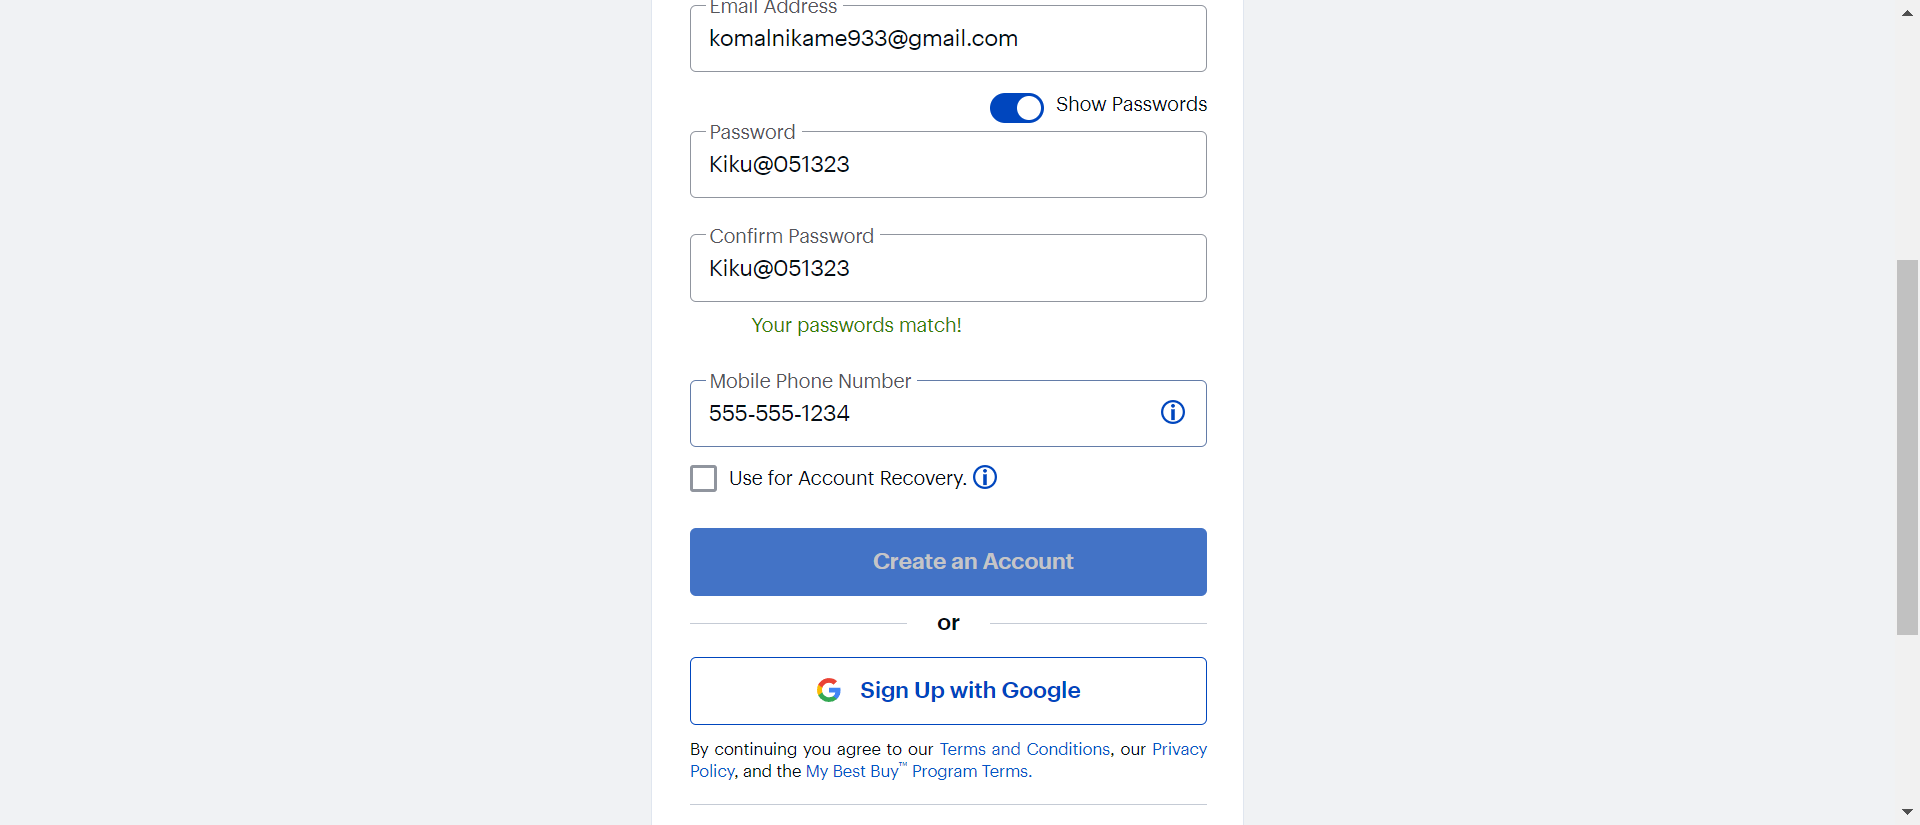 Email Address
komalnikame933@gmail.com
Show Passwords
Password
Kiku@051323
Confirm Password
Kiku@051323
Your passwords match!
Mobile Phone Number
555-555-1234
Use for Account Recovery.
Create an Account
or
Sign Up with Google
By continuing you agree to our Terms and Conditions, our Privacy
Policy, and the My Best Buy™ Program Terms.